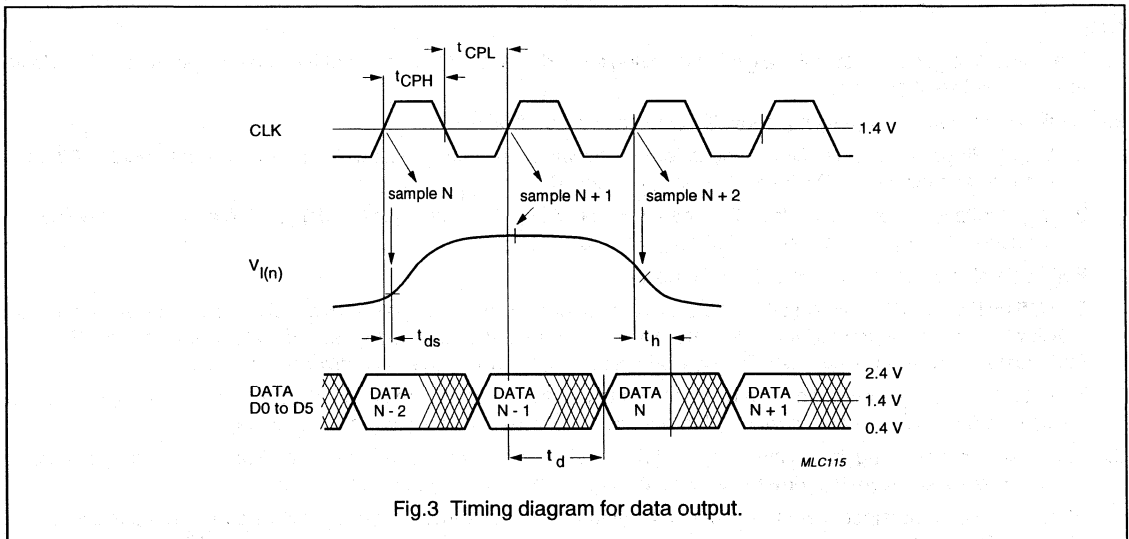 t CPL
t CPH
CLK
1.4 V
sample N
sample N + 1
sample N + 2
V I(n)
t ds
t h
DATA
D0 to D5
DATA
N - 2
DATA
N - 1
DATA
N
DATA
N + 1
2.4 V
1.4 V
0.4 V
t d
MLC115
Fig.3 Timing diagram for data output.